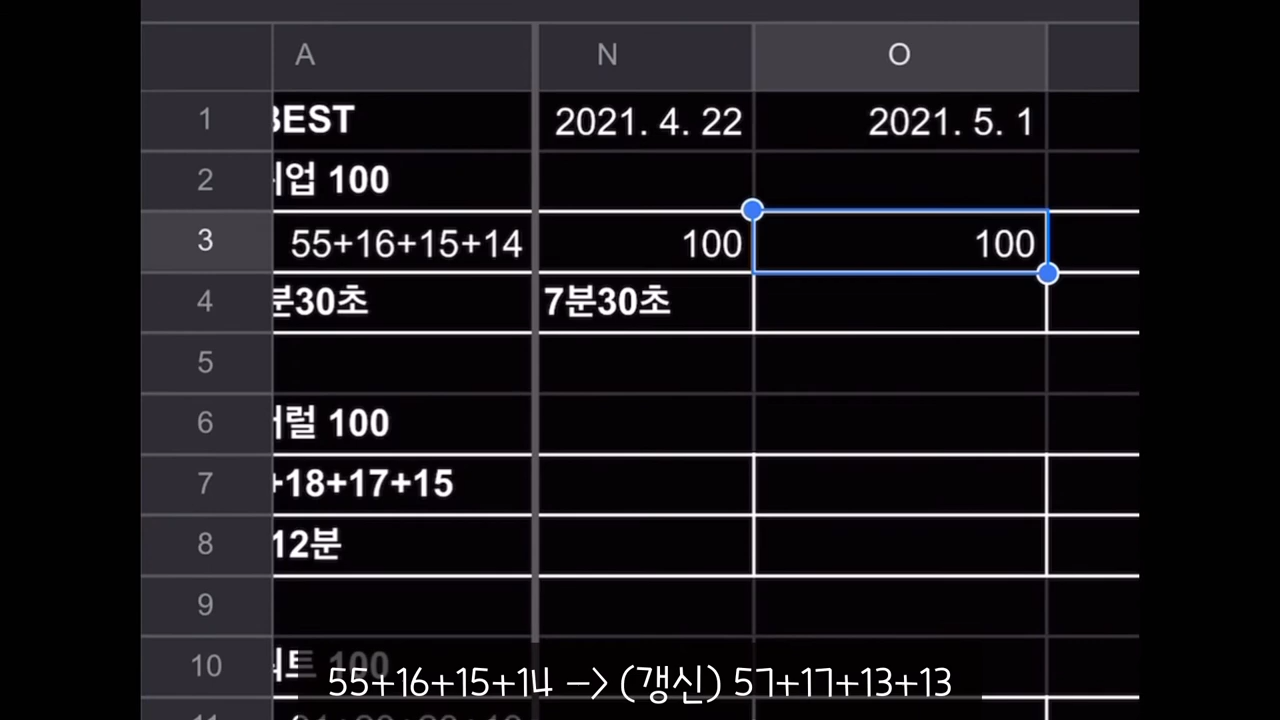 A N O
1 BEST 2021. 4. 22 2021. 5. 1
2 업 100
3 55+16+15+14 100 100
4 분30초 7분30초
5
6 럴 100
7 +18+17+15
8 12분
9
10 트 100
55+16+15+14 -> (갱신) 57+17+13+13